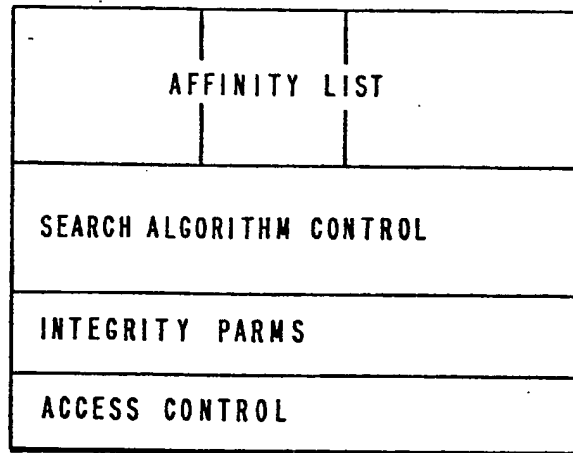 AFFINITY LIST
SEARCH ALGORITHM CONTROL
INTEGRITY PARMS
ACCESS CONTROL